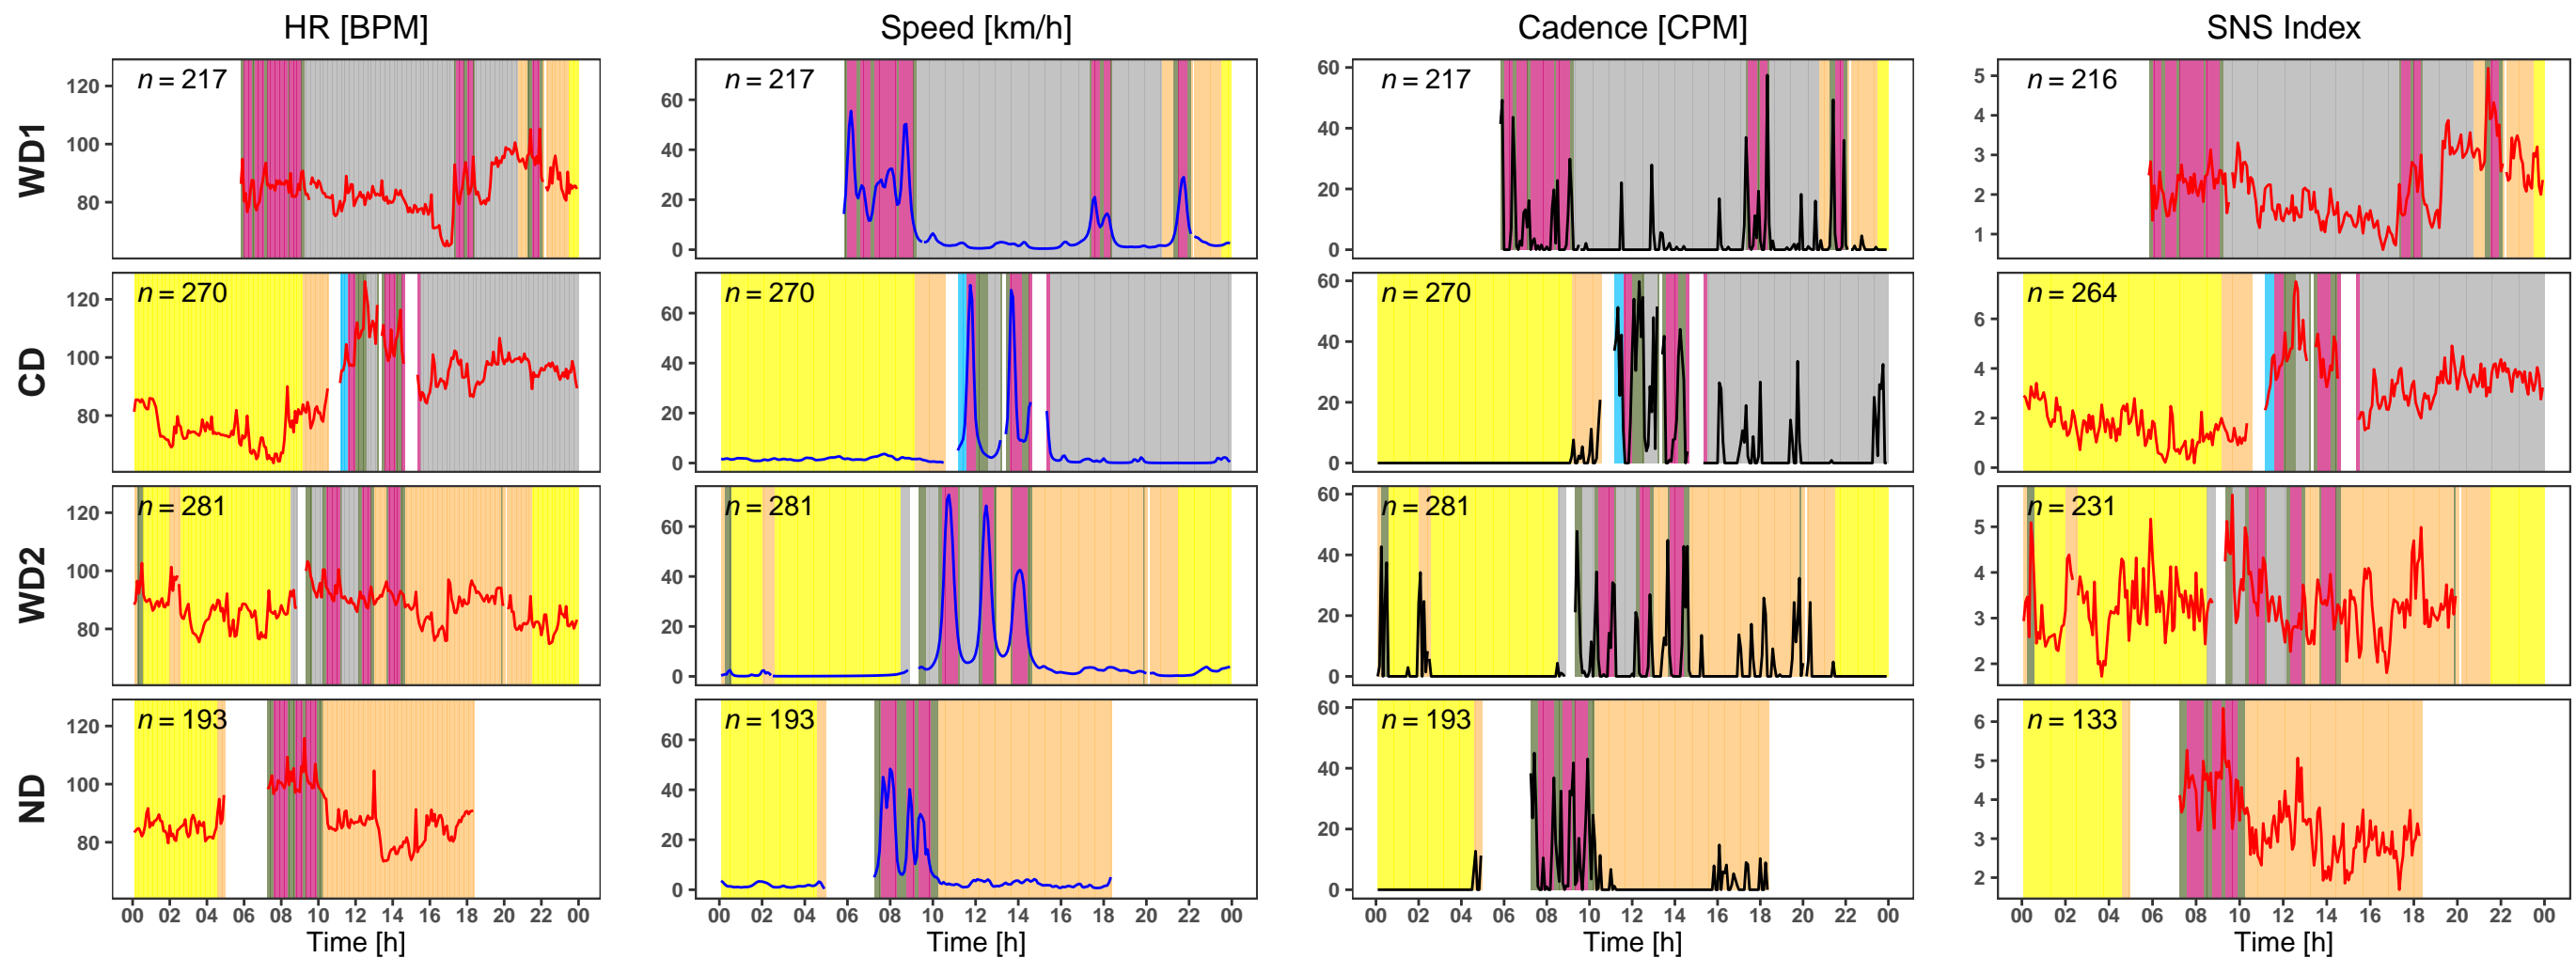 HR [BPM] Speed [km/h] Cadence [CPM] SNS Index
WD1
120
100
80
n = 217
60
40
20
0
n = 217
60
40
20
0
n = 217
5
4
3
2
1
n = 216
CD
120
100
80
n = 270
60
40
20
0
n = 270
60
40
20
0
n = 270
6
4
2
0
n = 264
WD2
120
100
80
n = 281
60
40
20
0
n = 281
60
40
20
0
n = 281
5
4
3
2
n = 231
ND
120
100
80
n = 193
60
40
20
0
n = 193
60
40
20
0
n = 193
6
5
4
3
2
n = 133
00 02 04 06 08 10 12 14 16 18 20 22 00
00 02 04 06 08 10 12 14 16 18 20 22 00
00 02 04 06 08 10 12 14 16 18 20 22 00
00 02 04 06 08 10 12 14 16 18 20 22 00
Time [h] Time [h] Time [h] Time [h]